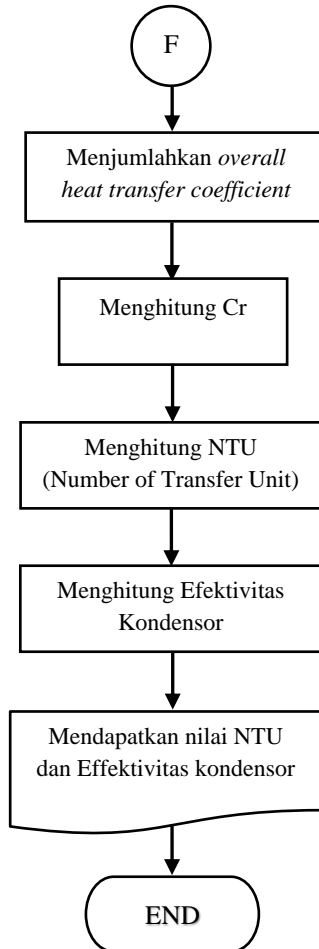 F
Menjumlahkan overall
heat transfer coefficient
Menghitung Cr
Menghitung NTU
(Number of Transfer Unit)
Menghitung Efektivitas
Kondensor
Mendapatkan nilai NTU
dan Effektivitas kondensor
END